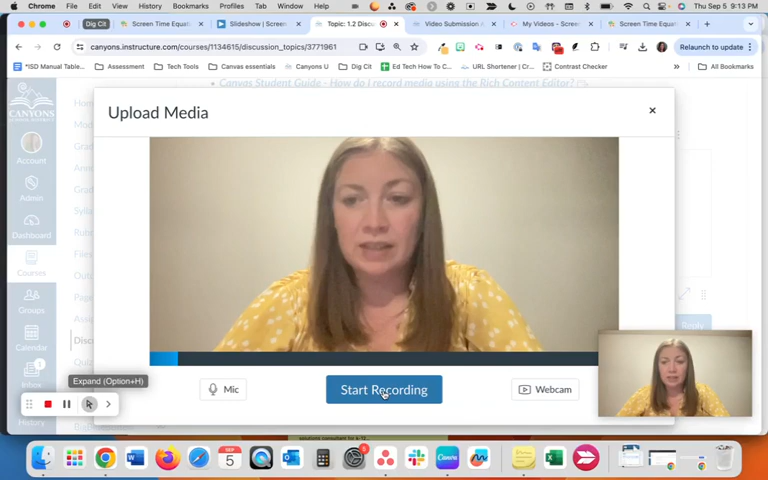 Chrome File Edit View History Bookmarks Profiles Tab Window Help Thu Sep 5 9:13 PM
Dig Cit Screen Time Equa Slideshow | Screen Topic: 1.2 Discu Video Submission A My Videos - Screen Screen Time Equa
canyons.instructure.com/courses/1134615/discussion_topics/3771961 Relaunch to update
*ISD Manual Table... Assessment Tech Tools Canvas essentials Canyons U Dig Cit Ed Tech How To C... URL Shortener | Cr... Contrast Checker All Bookmarks
Canvas Student Guide - How do I record media using the Rich Content Editor?
CANYONS
Upload Media
Account
Admin
Dashboard
Courses
Groups
Calendar
1
Inbox
History
Reply
Expand (Option+H)
Mic Start Recording Webcam
SEP
5